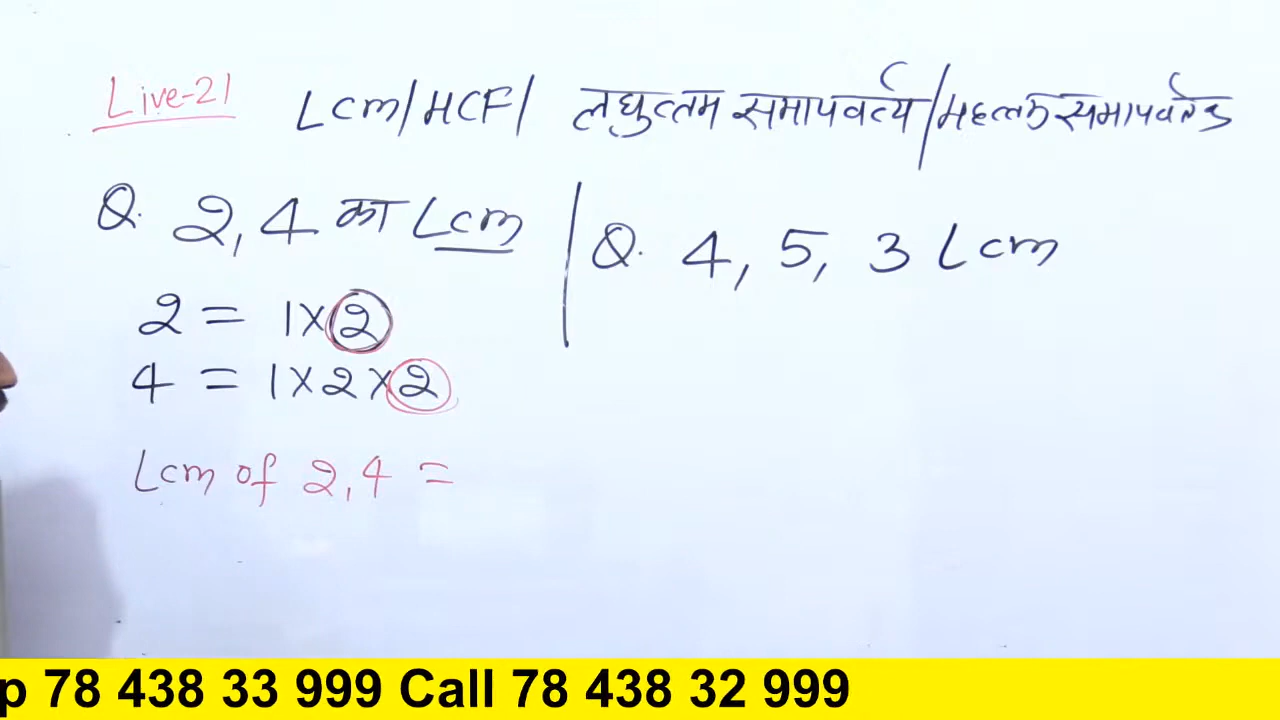 Live-21 Lcm/HCF/ लघुत्तम समापवर्त्य/महत्तम समापवर्तक
Q. 2,4 का Lcm
2 = 1×2
4 = 1×2×2
Lcm of 2,4 =
Q. 4, 5, 3 Lcm
p 78 438 33 999 Call 78 438 32 999